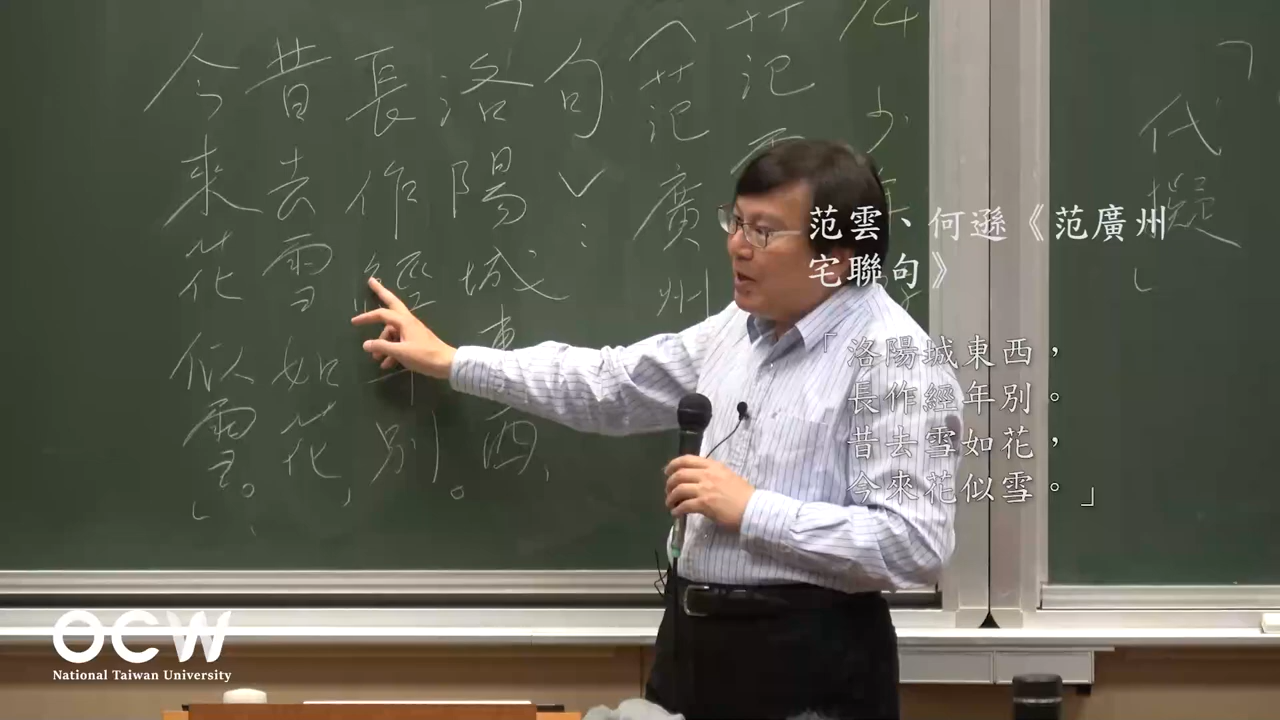 代
擬
」
少
范
范廣州
句〉：
「洛陽城東西，
長作經年別。
昔去雪如花，
今來花似雪。」
范雲、何遜《范廣州
宅聯句》
「洛陽城東西，
長作經年別。
昔去雪如花，
今來花似雪。」
OCW
National Taiwan University